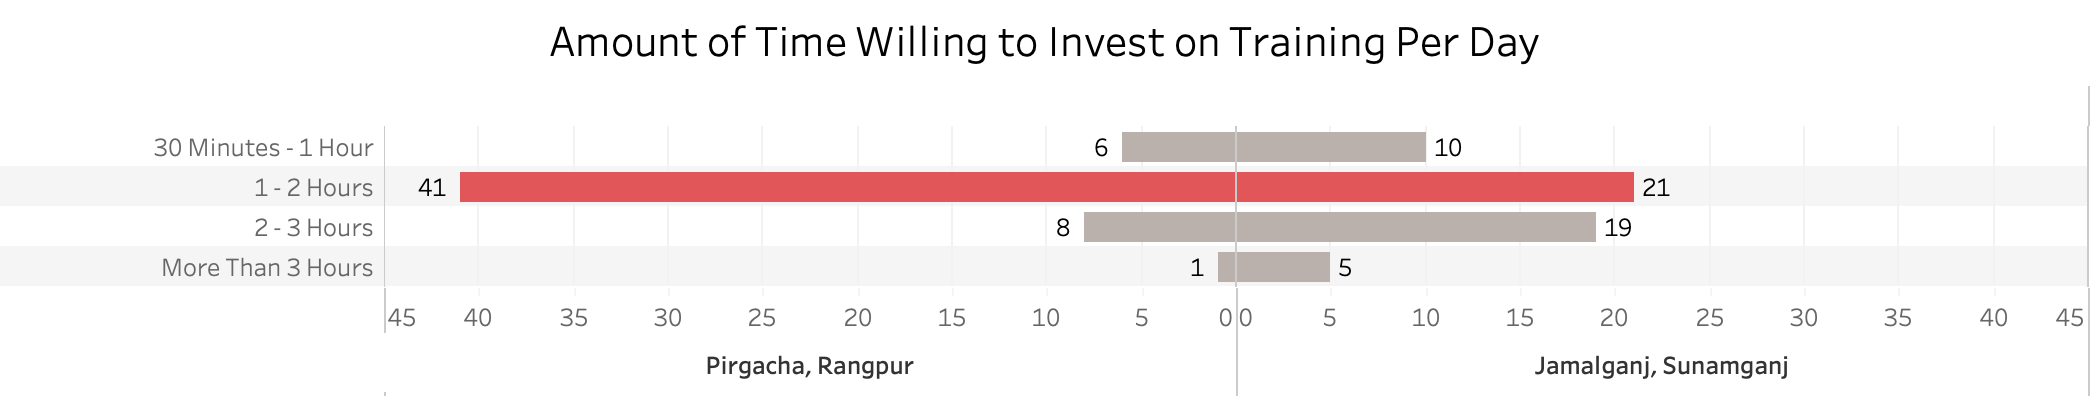 Amount of Time Willing to Invest on Training Per Day
30 Minutes - 1 Hour 6 10
1 - 2 Hours 41 21
2 - 3 Hours 8 19
More Than 3 Hours 1 5
45 40 35 30 25 20 15 10 5 0 0 5 10 15 20 25 30 35 40 45
Pirgacha, Rangpur Jamalganj, Sunamganj